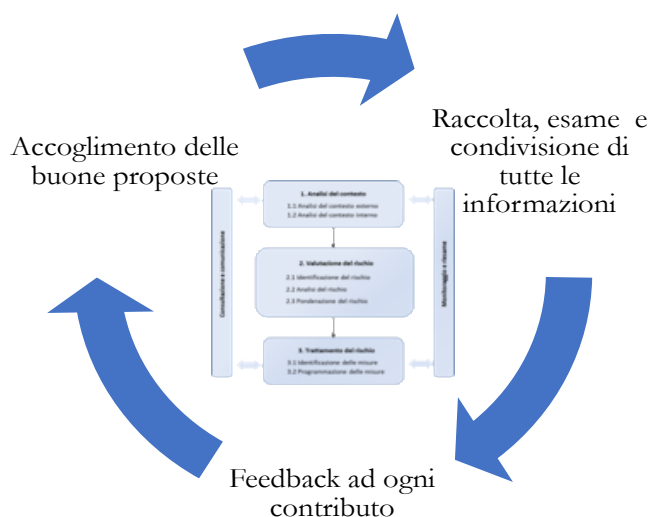 Accoglimento delle
buone proposte
Raccolta, esame e
condivisione di
tutte le
informazioni
Feedback ad ogni
contributo
Consultazione e comunicazione
1. Analisi del contesto
1.1 Analisi del contesto esterno
1.2 Analisi del contesto interno
2. Valutazione del rischio
2.1 Identificazione del rischio
2.2 Analisi del rischio
2.3 Ponderazione del rischio
3. Trattamento del rischio
3.1 Identificazione delle misure
3.2 Programmazione delle misure
Monitoraggio e riesame